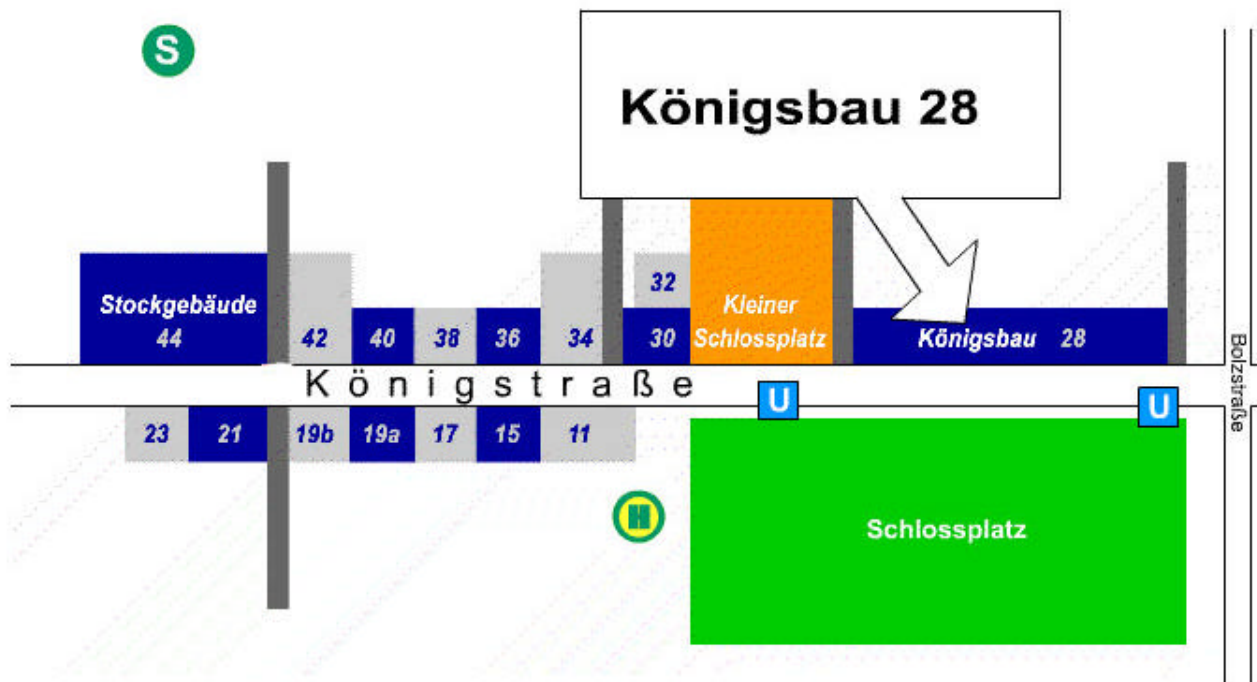 S
Königsbau 28
32
Stockgebäude
44
42
40
38
36
34
30
Kleiner
Schlossplatz
Königsbau 28
Königstraße
U
U
Bolzstraße
23
21
19b
19a
17
15
11
H
Schlossplatz